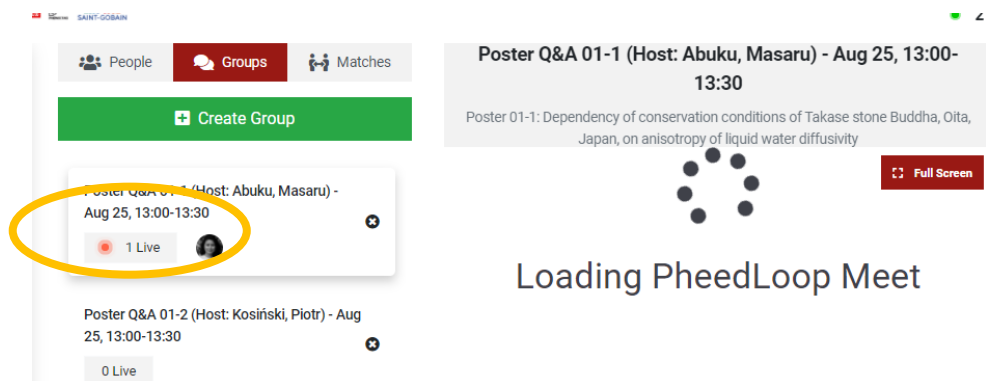 SAINT-GOBAIN
People
Groups
Matches
Create Group
Poster Q&A 01-1 (Host: Abuku, Masaru) -
Aug 25, 13:00-13:30
1 Live
Poster Q&A 01-2 (Host: Kosiński, Piotr) - Aug
25, 13:00-13:30
0 Live
Poster Q&A 01-1 (Host: Abuku, Masaru) - Aug 25, 13:00-
13:30
Poster 01-1: Dependency of conservation conditions of Takase stone Buddha, Oita,
Japan, on anisotropy of liquid water diffusivity
Full Screen
Loading PheedLoop Meet